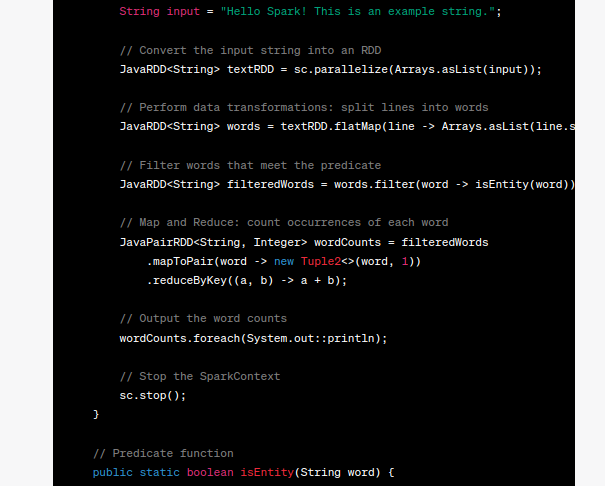 String input = "Hello Spark! This is an example string.";
// Convert the input string into an RDD
JavaRDD<String> textRDD = sc.parallelize(Arrays.asList(input));
// Perform data transformations: split lines into words
JavaRDD<String> words = textRDD.flatMap(line -> Arrays.asList(line.s
// Filter words that meet the predicate
JavaRDD<String> filteredWords = words.filter(word -> isEntity(word))
// Map and Reduce: count occurrences of each word
JavaPairRDD<String, Integer> wordCounts = filteredWords
.mapToPair(word -> new Tuple2<>(word, 1))
.reduceByKey((a, b) -> a + b);
// Output the word counts
wordCounts.foreach(System.out::println);
// Stop the SparkContext
sc.stop();
}
// Predicate function
public static boolean isEntity(String word) {